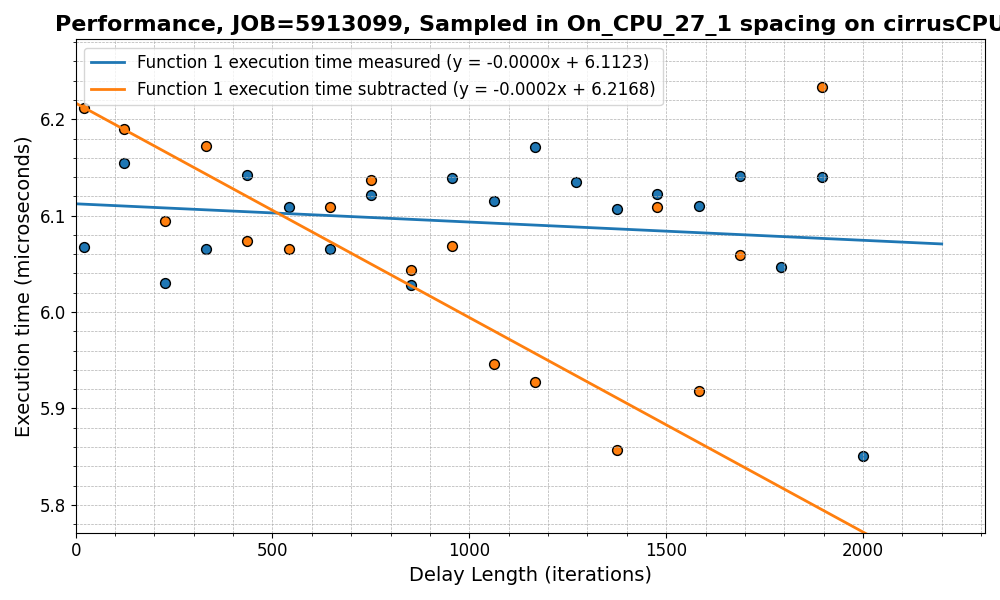 Performance, JOB=5913099, Sampled in On_CPU_27_1 spacing on cirrusCPU
Function 1 execution time measured (y = -0.0000x + 6.1123)
Function 1 execution time subtracted (y = -0.0002x + 6.2168)
Execution time (microseconds)
6.2
6.1
6.0
5.9
5.8
0 500 1000 1500 2000
Delay Length (iterations)